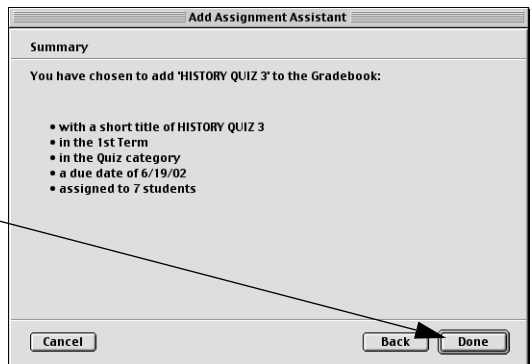 Add Assignment Assistant
Summary
You have chosen to add 'HISTORY QUIZ 3' to the Gradebook:
• with a short title of HISTORY QUIZ 3
• in the 1st Term
• in the Quiz category
• a due date of 6/19/02
• assigned to 7 students
Cancel Back Done